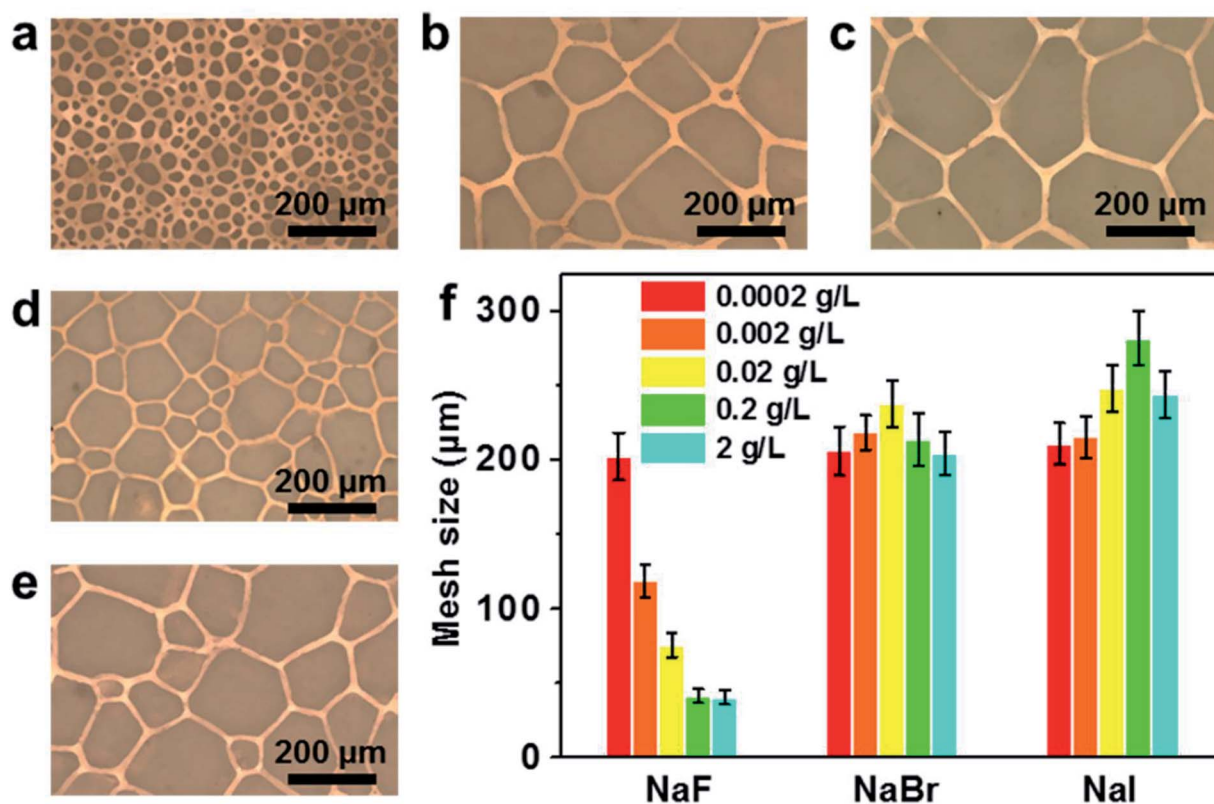 a
200 µm
b
200 µm
c
200 µm
d
200 µm
e
200 µm
f
Mesh size (µm)
300
200
100
0
0.0002 g/L
0.002 g/L
0.02 g/L
0.2 g/L
2 g/L
NaF
NaBr
NaI